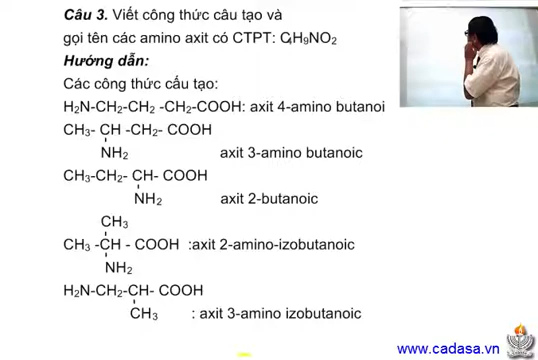 Câu 3. Viết công thức câu tạo và
gọi tên các amino axit có CTPT: C4H9NO2
Hướng dẫn:
Các công thức cấu tạo:
H2N-CH2-CH2 -CH2-COOH: axit 4-amino butanoi
CH3- CH -CH2- COOH
NH2 axit 3-amino butanoic
CH3-CH2- CH- COOH
NH2 axit 2-butanoic
CH3
CH3 -CH - COOH :axit 2-amino-izobutanoic
NH2
H2N-CH2-CH- COOH
CH3 : axit 3-amino izobutanoic
www.cadasa.vn